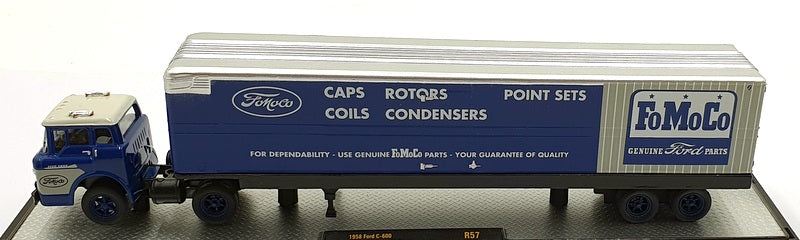 FoMoCo
CAPS ROTORS POINT SETS
COILS CONDENSERS
FOR DEPENDABILITY - USE GENUINE FoMoCo PARTS - YOUR GUARANTEE OF QUALITY
FoMoCo
GENUINE Ford PARTS
FoMoCo
1958 Ford C-600 R57